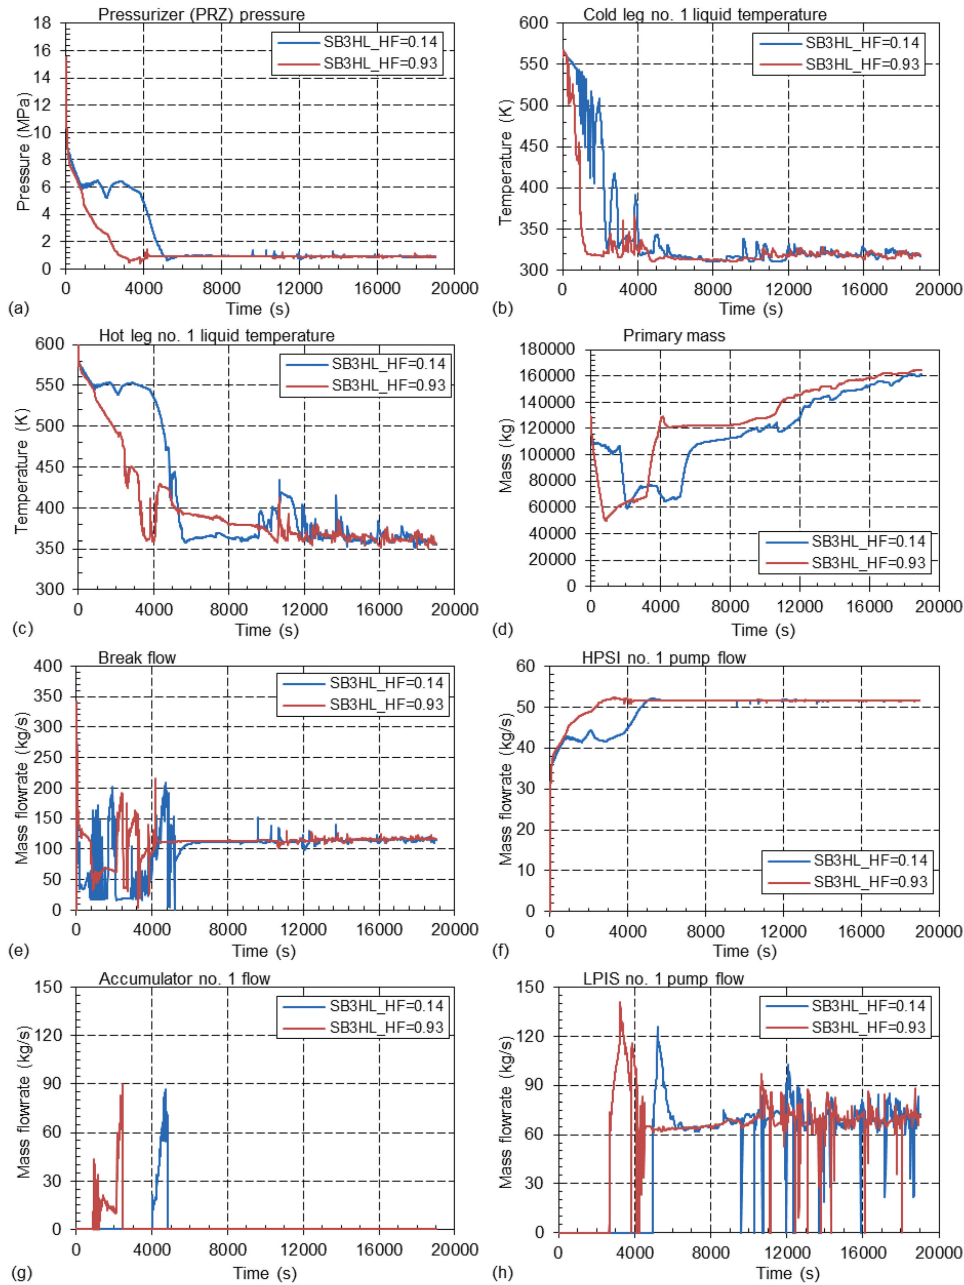 Pressurizer (PRZ) pressure
18
16
14
12
10
8
6
4
2
0
Pressure (MPa)
SB3HL_HF=0.14
SB3HL_HF=0.93
0 4000 8000 12000 16000 20000
(a) Time (s)
Cold leg no. 1 liquid temperature
600
550
500
450
400
350
300
Temperature (K)
SB3HL_HF=0.14
SB3HL_HF=0.93
0 4000 8000 12000 16000 20000
(b) Time (s)
Hot leg no. 1 liquid temperature
600
550
500
450
400
350
300
Temperature (K)
SB3HL_HF=0.14
SB3HL_HF=0.93
0 4000 8000 12000 16000 20000
(c) Time (s)
Primary mass
180000
160000
140000
120000
100000
80000
60000
40000
20000
0
Mass (kg)
SB3HL_HF=0.14
SB3HL_HF=0.93
0 4000 8000 12000 16000 20000
(d) Time (s)
Break flow
400
350
300
250
200
150
100
50
0
Mass flowrate (kg/s)
SB3HL_HF=0.14
SB3HL_HF=0.93
0 4000 8000 12000 16000 20000
(e) Time (s)
HPSI no. 1 pump flow
60
50
40
30
20
10
0
Mass flowrate (kg/s)
SB3HL_HF=0.14
SB3HL_HF=0.93
0 4000 8000 12000 16000 20000
(f) Time (s)
Accumulator no. 1 flow
150
120
90
60
30
0
Mass flowrate (kg/s)
SB3HL_HF=0.14
SB3HL_HF=0.93
0 4000 8000 12000 16000 20000
(g) Time (s)
LPIS no. 1 pump flow
150
120
90
60
30
0
Mass flowrate (kg/s)
SB3HL_HF=0.14
SB3HL_HF=0.93
0 4000 8000 12000 16000 20000
(h) Time (s)